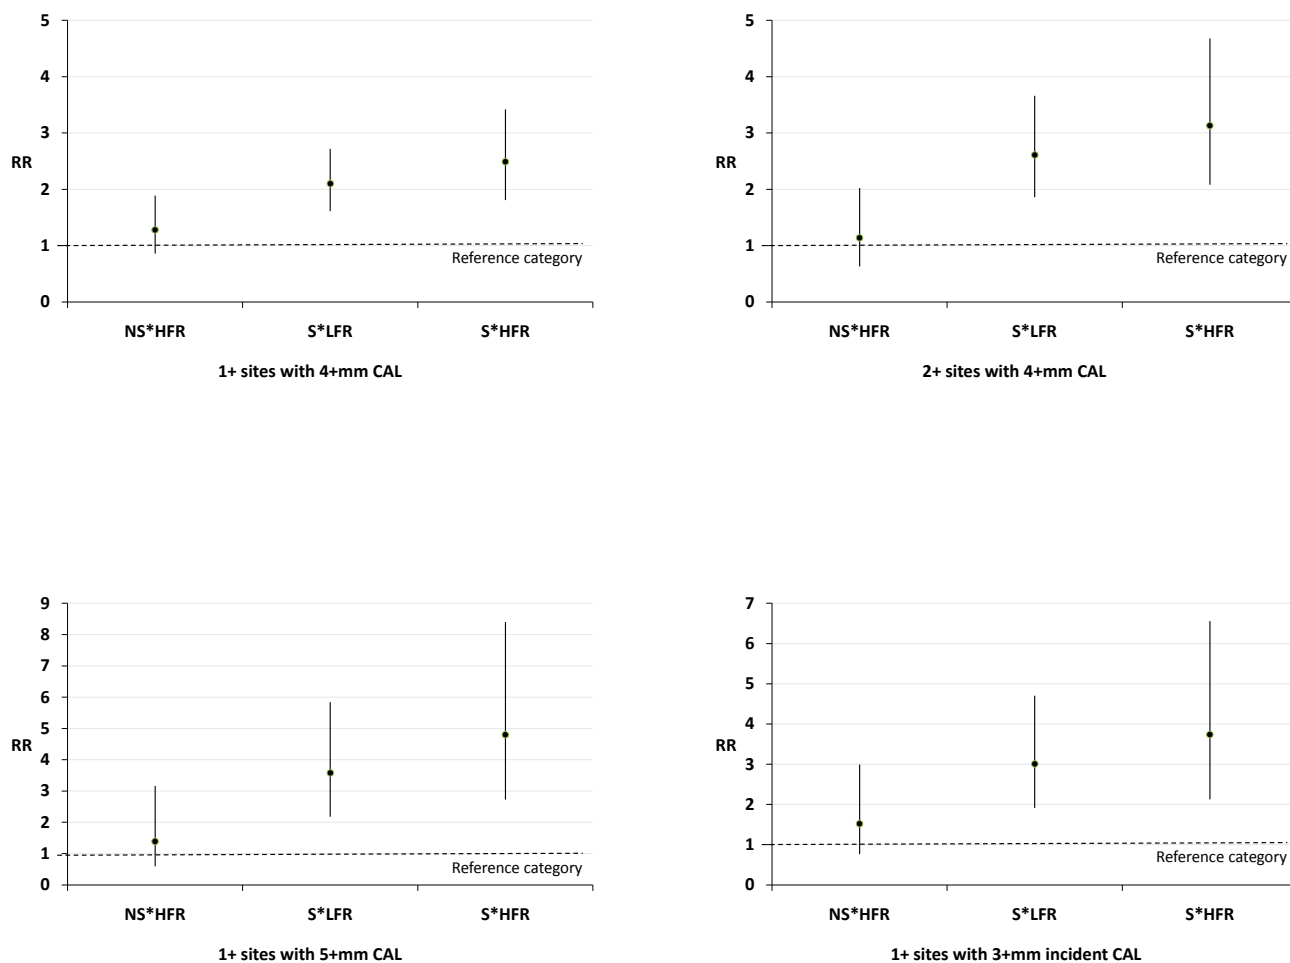 5
4
3
RR
2
1
Reference category
0
NS*HFR S*LFR S*HFR
1+ sites with 4+mm CAL
5
4
3
RR
2
1
Reference category
0
NS*HFR S*LFR S*HFR
2+ sites with 4+mm CAL
9
8
7
6
5
RR
4
3
2
1
Reference category
0
NS*HFR S*LFR S*HFR
1+ sites with 5+mm CAL
7
6
5
4
RR
3
2
1
Reference category
0
NS*HFR S*LFR S*HFR
1+ sites with 3+mm incident CAL